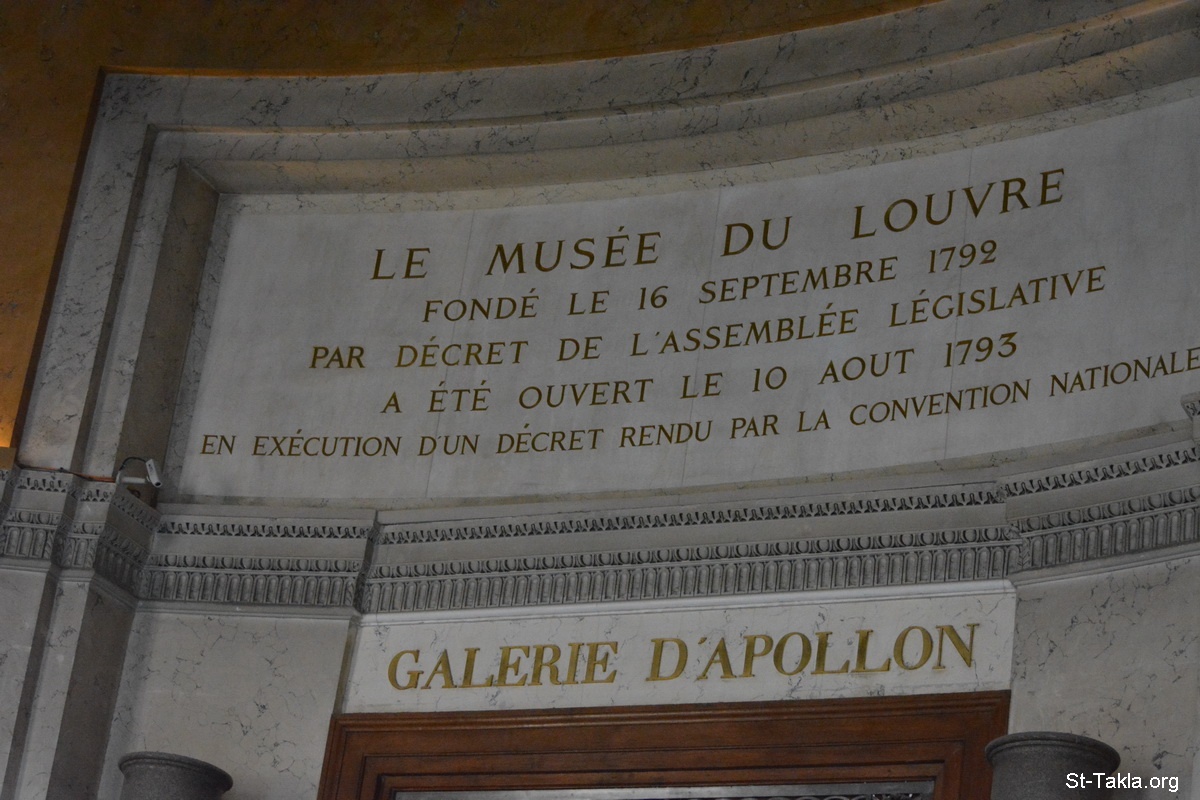 LE MUSÉE DU LOUVRE
FONDÉ LE 16 SEPTEMBRE 1792
PAR DÉCRET DE L'ASSEMBLÉE LÉGISLATIVE
A ÉTÉ OUVERT LE 10 AOUT 1793
EN EXÉCUTION D'UN DÉCRET RENDU PAR LA CONVENTION NATIONALE
GALERIE D'APOLLON
St-Takla.org